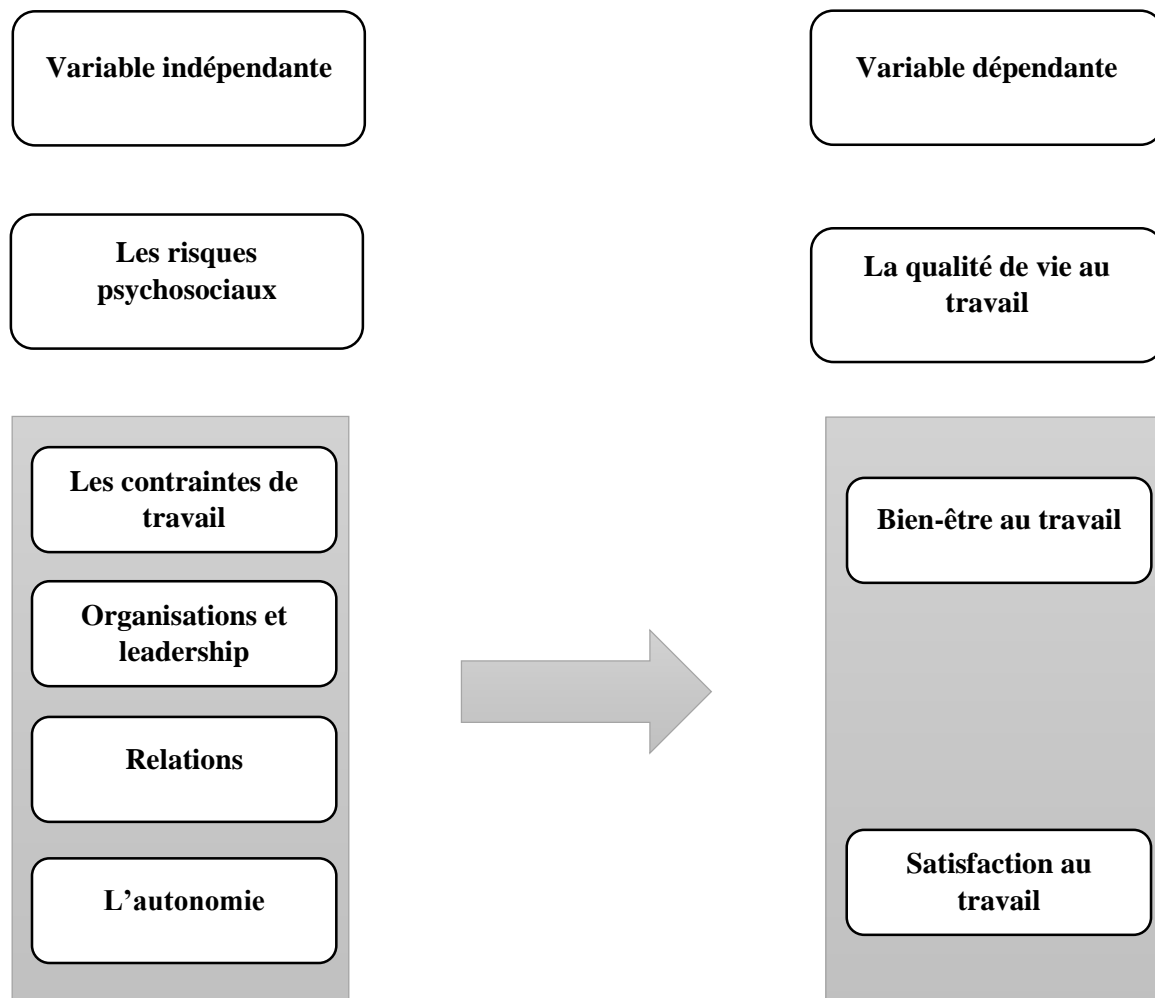 Variable indépendante
Variable dépendante
Les risques
psychosociaux
La qualité de vie au
travail
Les contraintes de
travail
Organisations et
leadership
Relations
L’autonomie
Bien-être au travail
Satisfaction au
travail